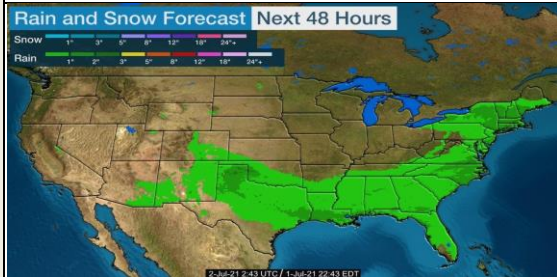 Rain and Snow Forecast Next 48 Hours
Snow
1" 3" 5" 8" 12" 18" 24"+
Rain
1" 2" 3" 5" 8" 12" 18" 24"+
2-Jul-21 2:43 UTC / 1-Jul-21 22:43 EDT